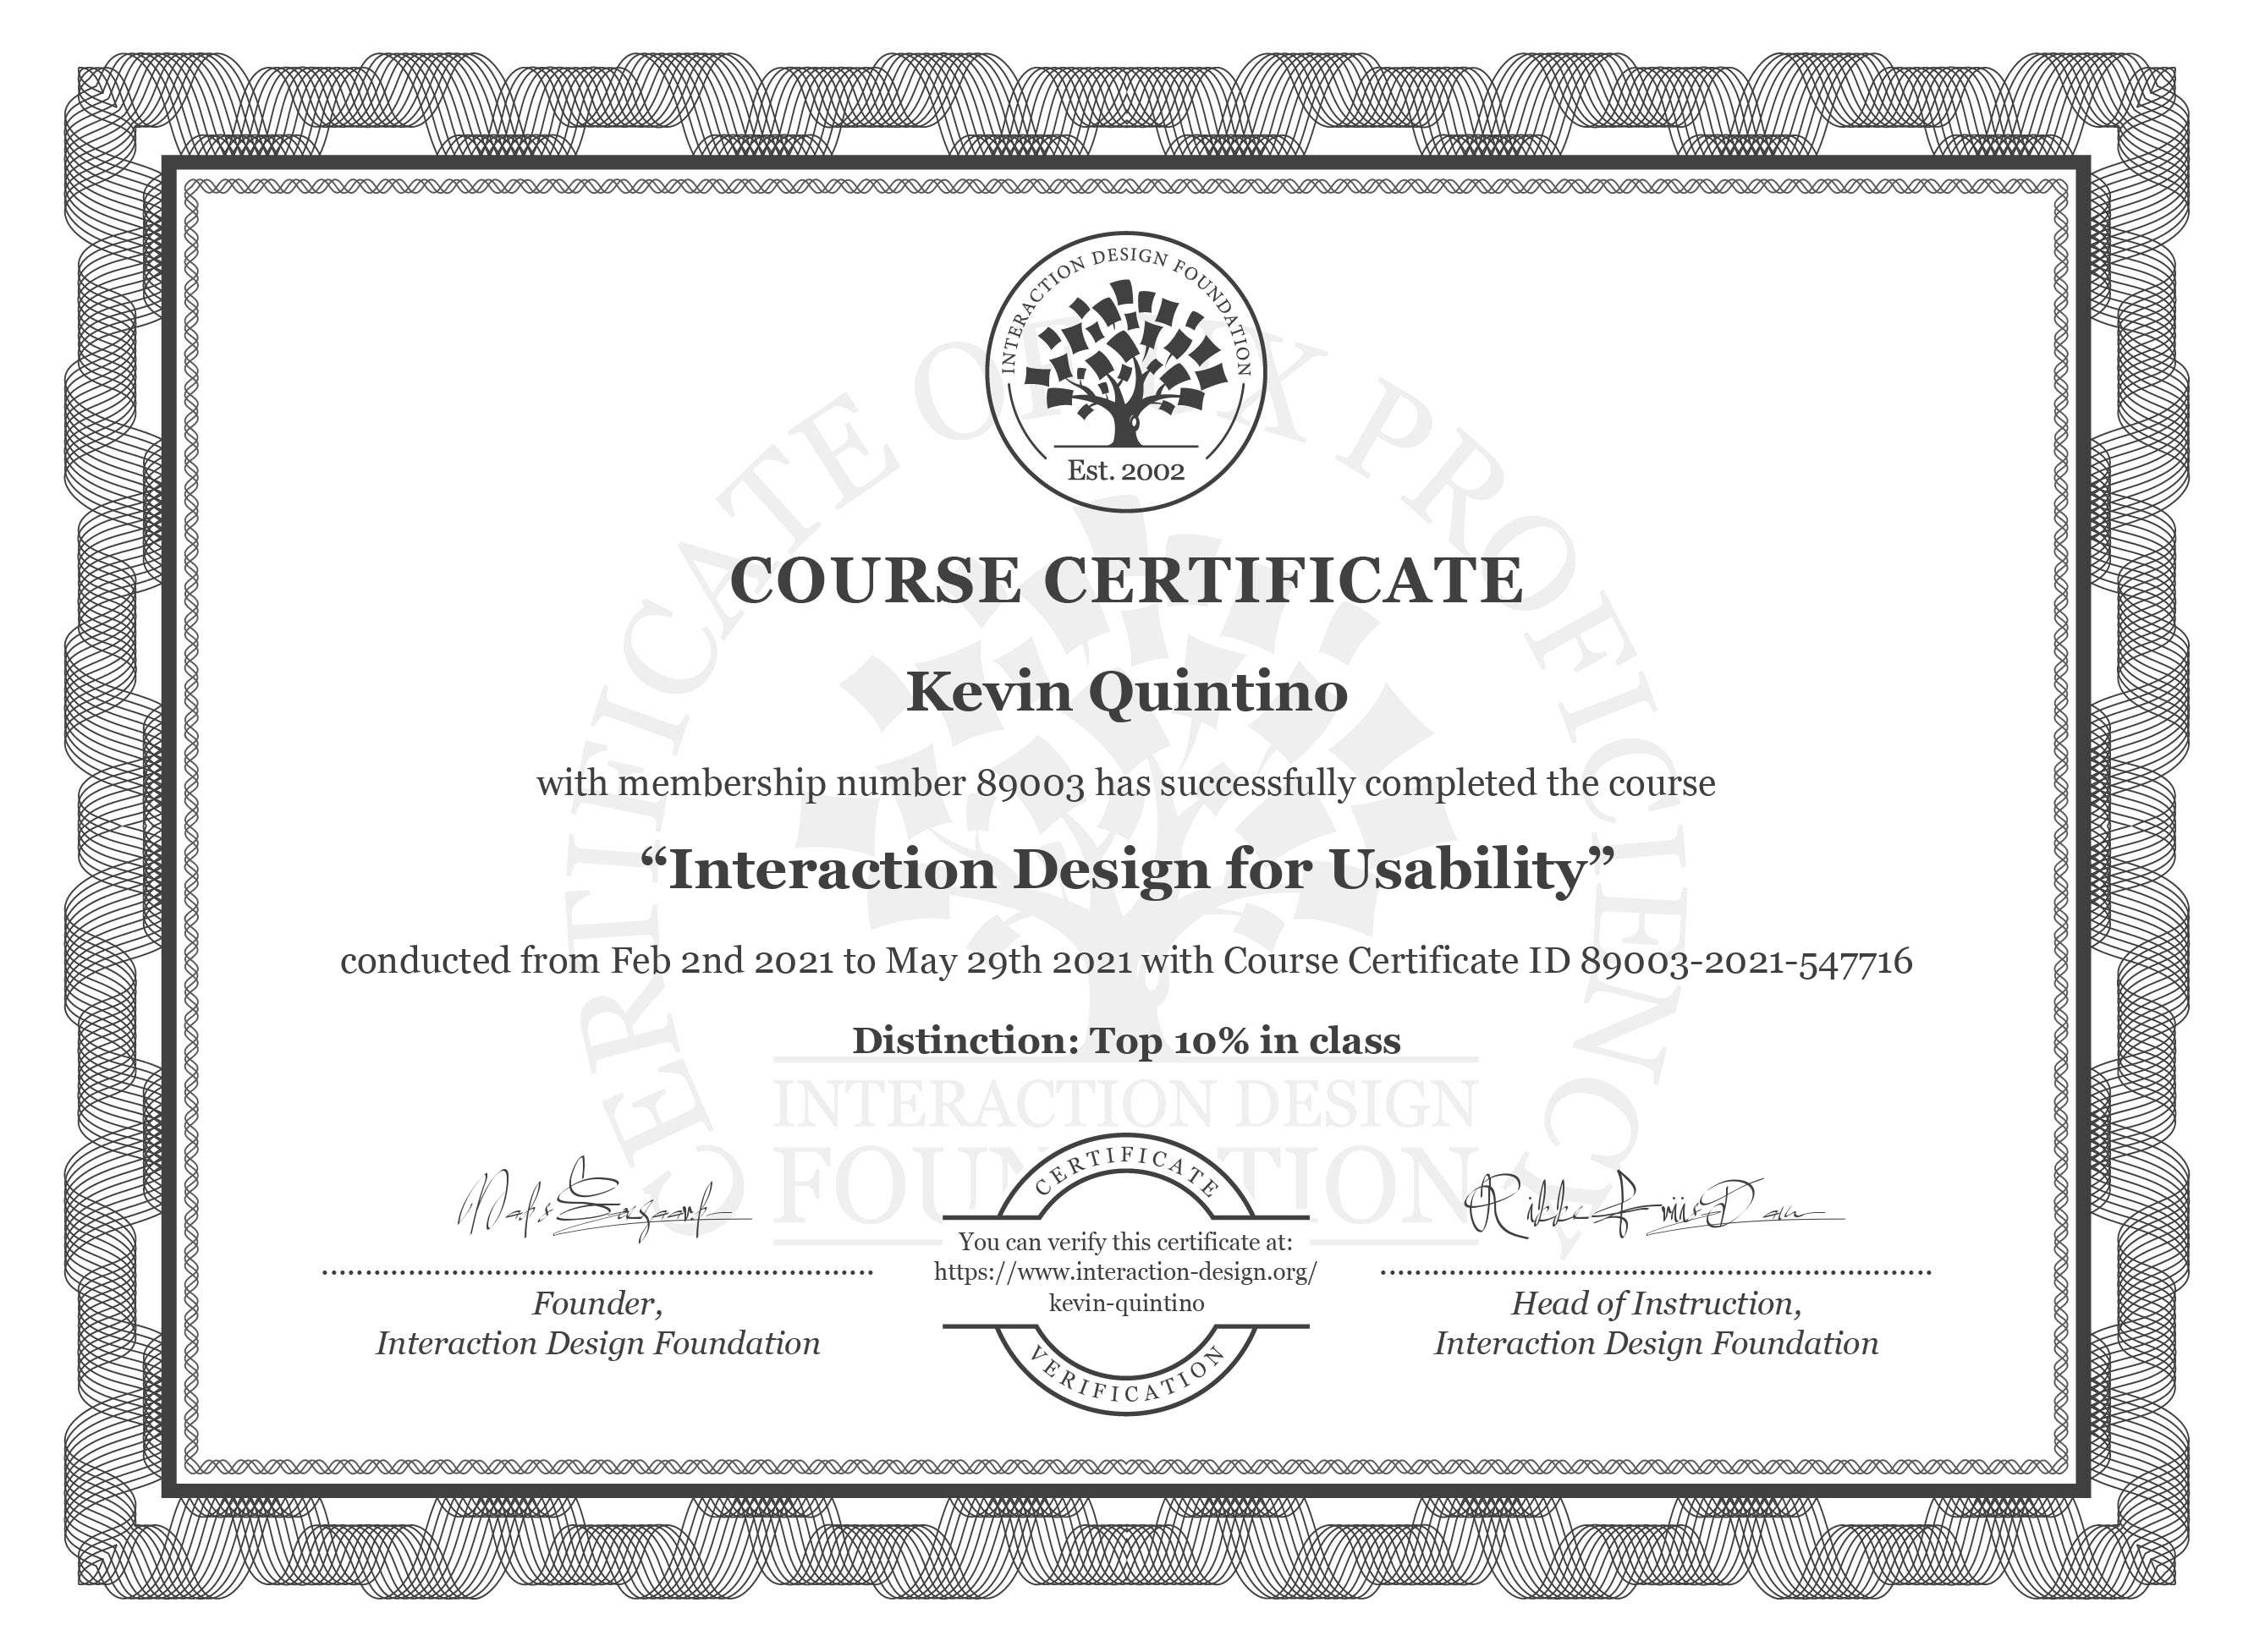 INTERACTION DESIGN FOUNDATION
Est. 2002
CERTIFICATE OF UX PROFICIENCY
COURSE CERTIFICATE
Kevin Quintino
with membership number 89003 has successfully completed the course
“Interaction Design for Usability”
conducted from Feb 2nd 2021 to May 29th 2021 with Course Certificate ID 89003-2021-547716
Distinction: Top 10% in class
INTERACTION DESIGN
FOUNDATION
Founder,
Interaction Design Foundation
CERTIFICATE
You can verify this certificate at:
https://www.interaction-design.org/
kevin-quintino
VERIFICATION
Rikke Friis Dam
Head of Instruction,
Interaction Design Foundation